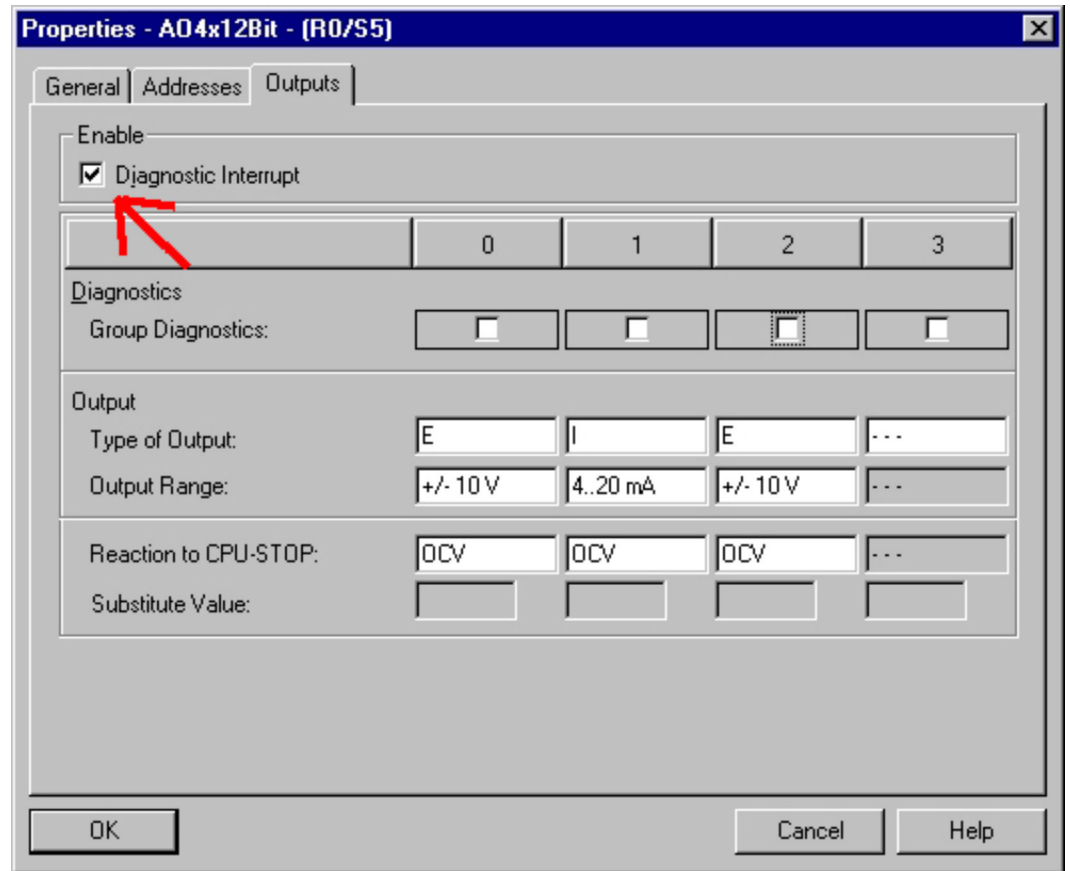 Properties - AO4x12Bit - (R0/S5)
General Addresses Outputs
Enable
Diagnostic Interrupt
0 1 2 3
Diagnostics
Group Diagnostics:
Output
Type of Output: E I E - - -
Output Range: +/- 10 V 4..20 mA +/- 10 V - - -
Reaction to CPU-STOP: OCV OCV OCV - - -
Substitute Value:
OK Cancel Help